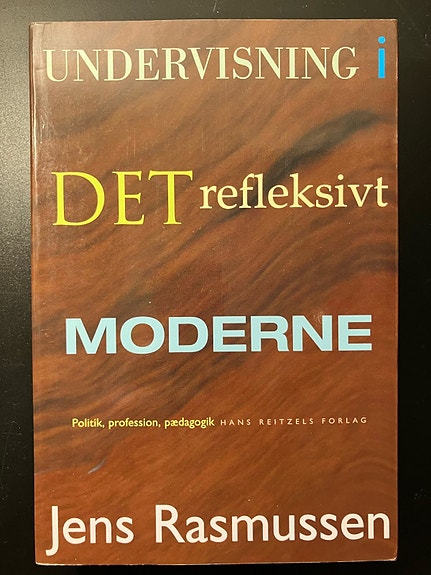 UNDERVISNING i
DET refleksivt
MODERNE
Politik, profession, pædagogik HANS REITZELS FORLAG
Jens Rasmussen